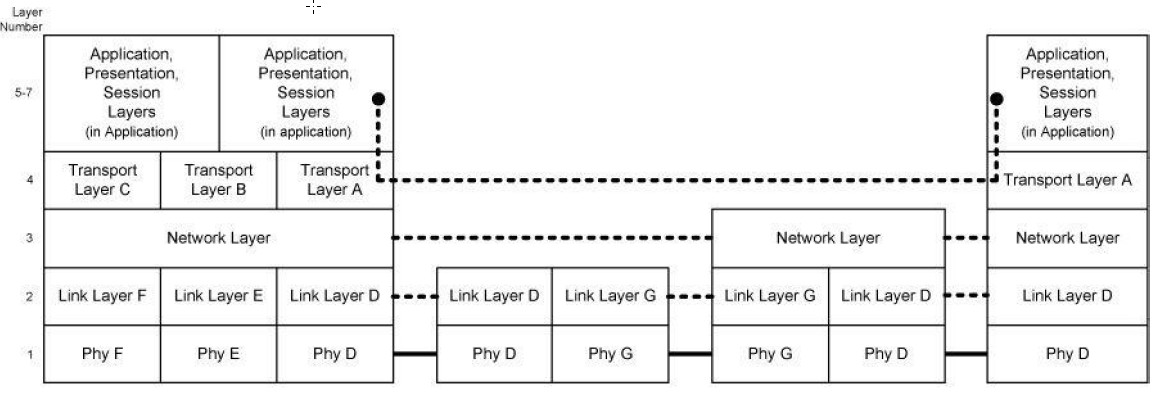 Layer
Number
Application,
Presentation,
Session
Layers
(in Application)
Application,
Presentation,
Session
Layers
(in application)
Application,
Presentation,
Session
Layers
(in Application)
5-7
4
Transport
Layer C
Transport
Layer B
Transport
Layer A
Transport Layer A
3
Network Layer
Network Layer
Network Layer
2
Link Layer F
Link Layer E
Link Layer D
Link Layer D
Link Layer G
Link Layer G
Link Layer D
Link Layer D
1
Phy F
Phy E
Phy D
Phy D
Phy G
Phy G
Phy D
Phy D